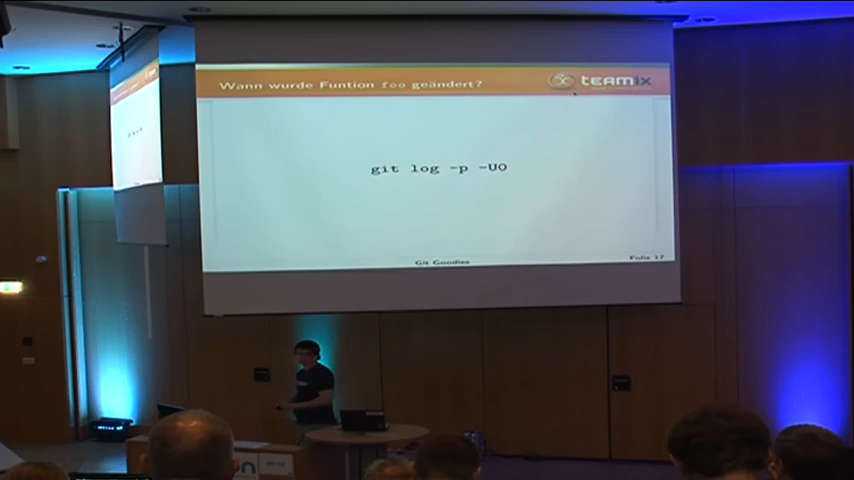 Wann wurde Funtion foo geändert?
teamix
git log -p -U0
Git Goodies
Folie 17